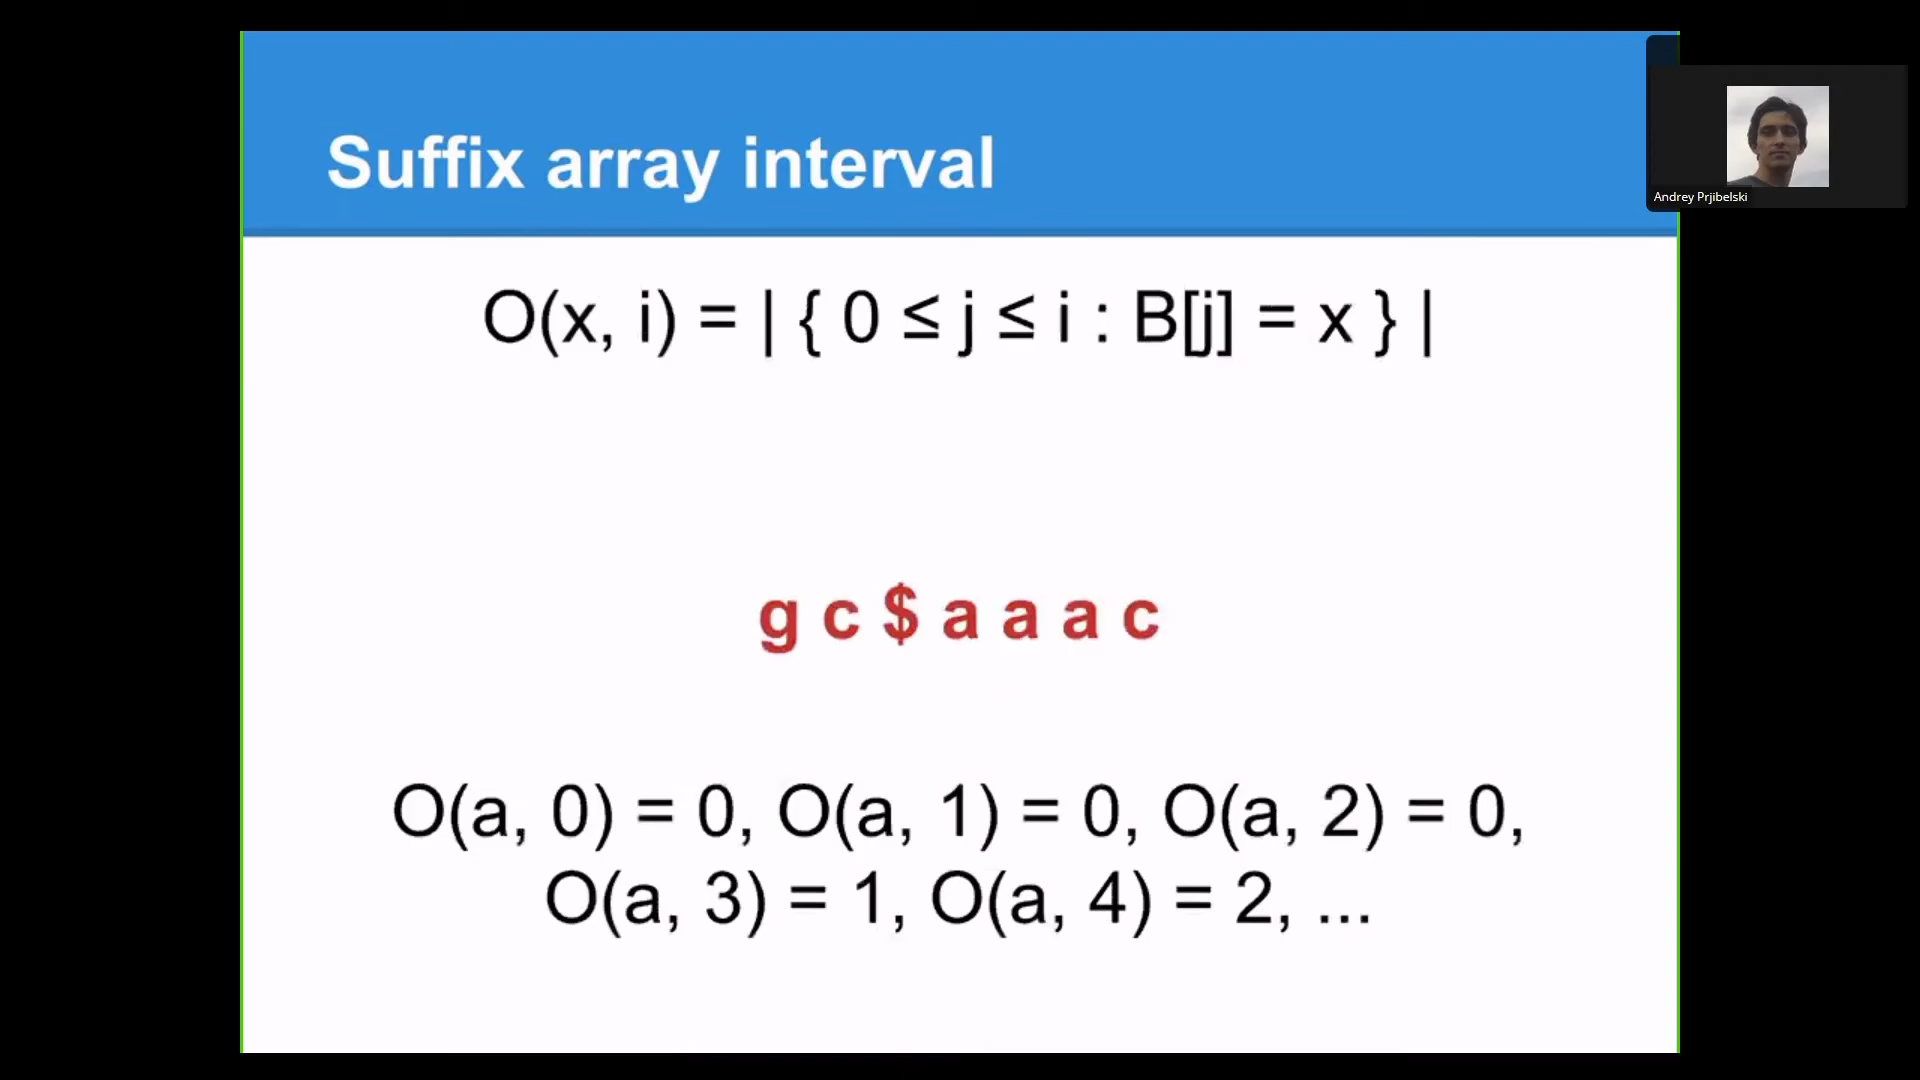 Suffix array interval
Andrey Prjibelski
O(x, i) = | { 0 ≤ j ≤ i : B[j] = x } |
g c $ a a a c
O(a, 0) = 0, O(a, 1) = 0, O(a, 2) = 0,
O(a, 3) = 1, O(a, 4) = 2, ...